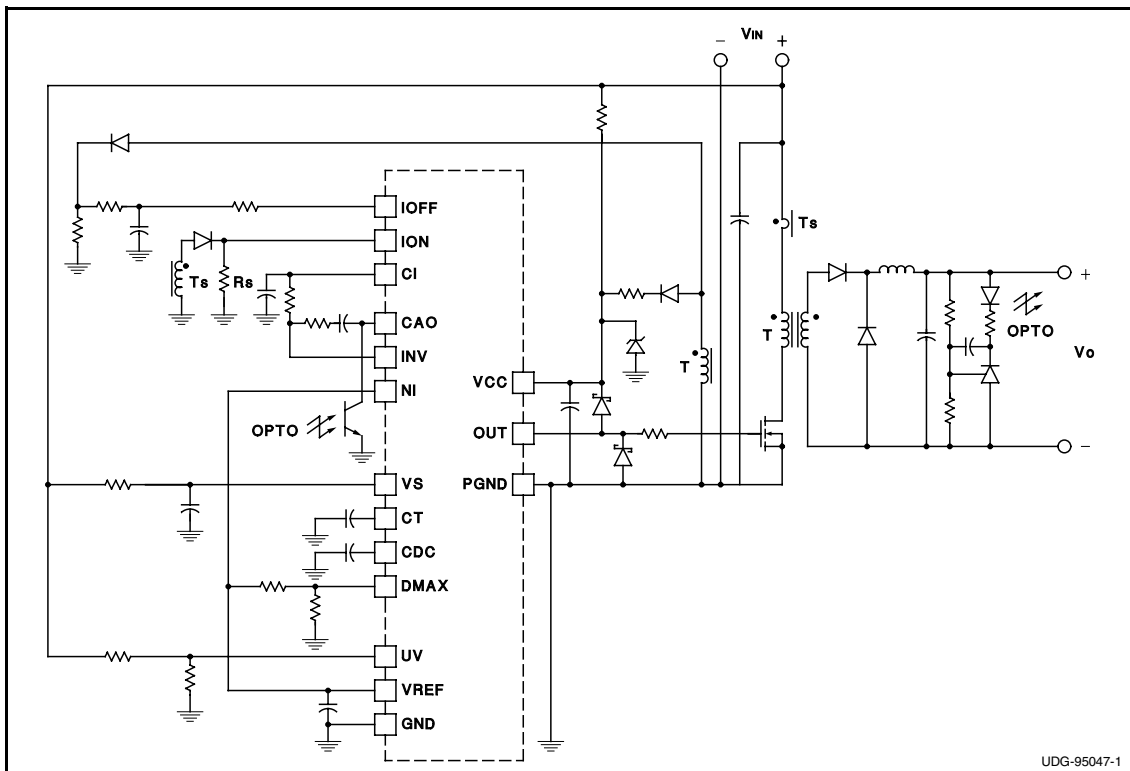 − VIN +
IOFF
ION
Ts
Ts Rs
CI
+
CAO
OPTO
T
INV
T
Vo
VCC
NI
OPTO
OUT
−
VS
PGND
CT
CDC
DMAX
UV
VREF
GND
UDG-95047-1